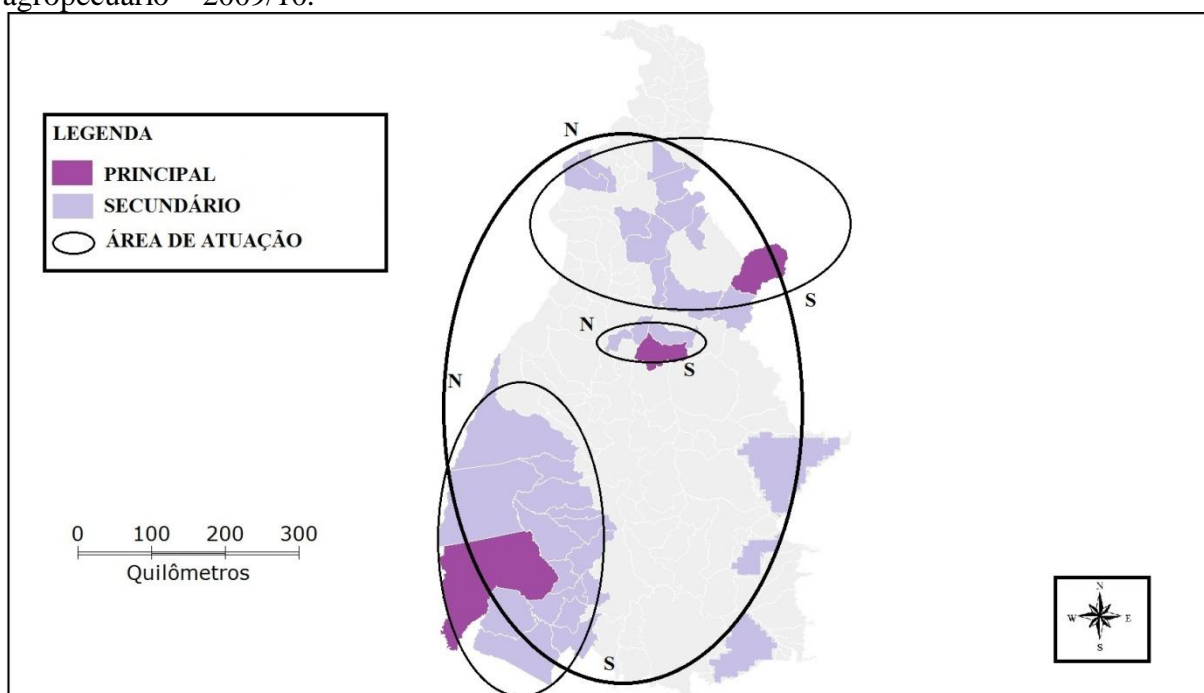 agropecuário – 2009/10.
LEGENDA
PRINCIPAL
SECUNDÁRIO
ÁREA DE ATUAÇÃO
N
N
S
N
S
N
S
0 100 200 300
Quilômetros
N
W E
S